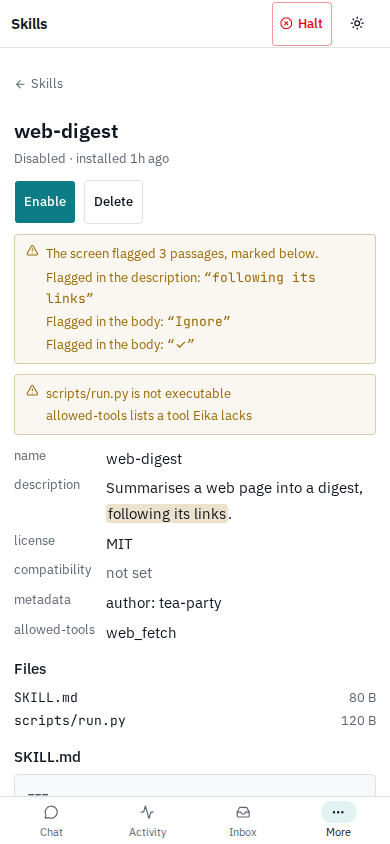 Skills
Halt
Skills
web-digest
Disabled · installed 1h ago
Enable
Delete
The screen flagged 3 passages, marked below.
Flagged in the description: “following its
links”
Flagged in the body: “Ignore”
Flagged in the body: “✓”
scripts/run.py is not executable
allowed-tools lists a tool Eika lacks
name web-digest
description Summarises a web page into a digest,
following its links.
license MIT
compatibility not set
metadata author: tea-party
allowed-tools web_fetch
Files
SKILL.md 80 B
scripts/run.py 120 B
SKILL.md
---
Chat
Activity
Inbox
More